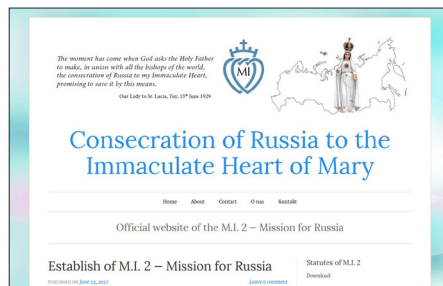 The moment has come when God asks the Holy Father
to make, in union with all the bishops of the world,
the consecration of Russia to my Immaculate Heart,
promising to save it by this means.
Our Lady to Sr. Lucia, Tuy, 13th June 1929
MI
Consecration of Russia to the
Immaculate Heart of Mary
Home About Contact O nas Kontakt
Official website of the M.I. 2 – Mission for Russia
Establish of M.I. 2 – Mission for Russia
PUBLISHED ON June 23, 2017 Leave a comment
Statutes of M.I. 2
Download